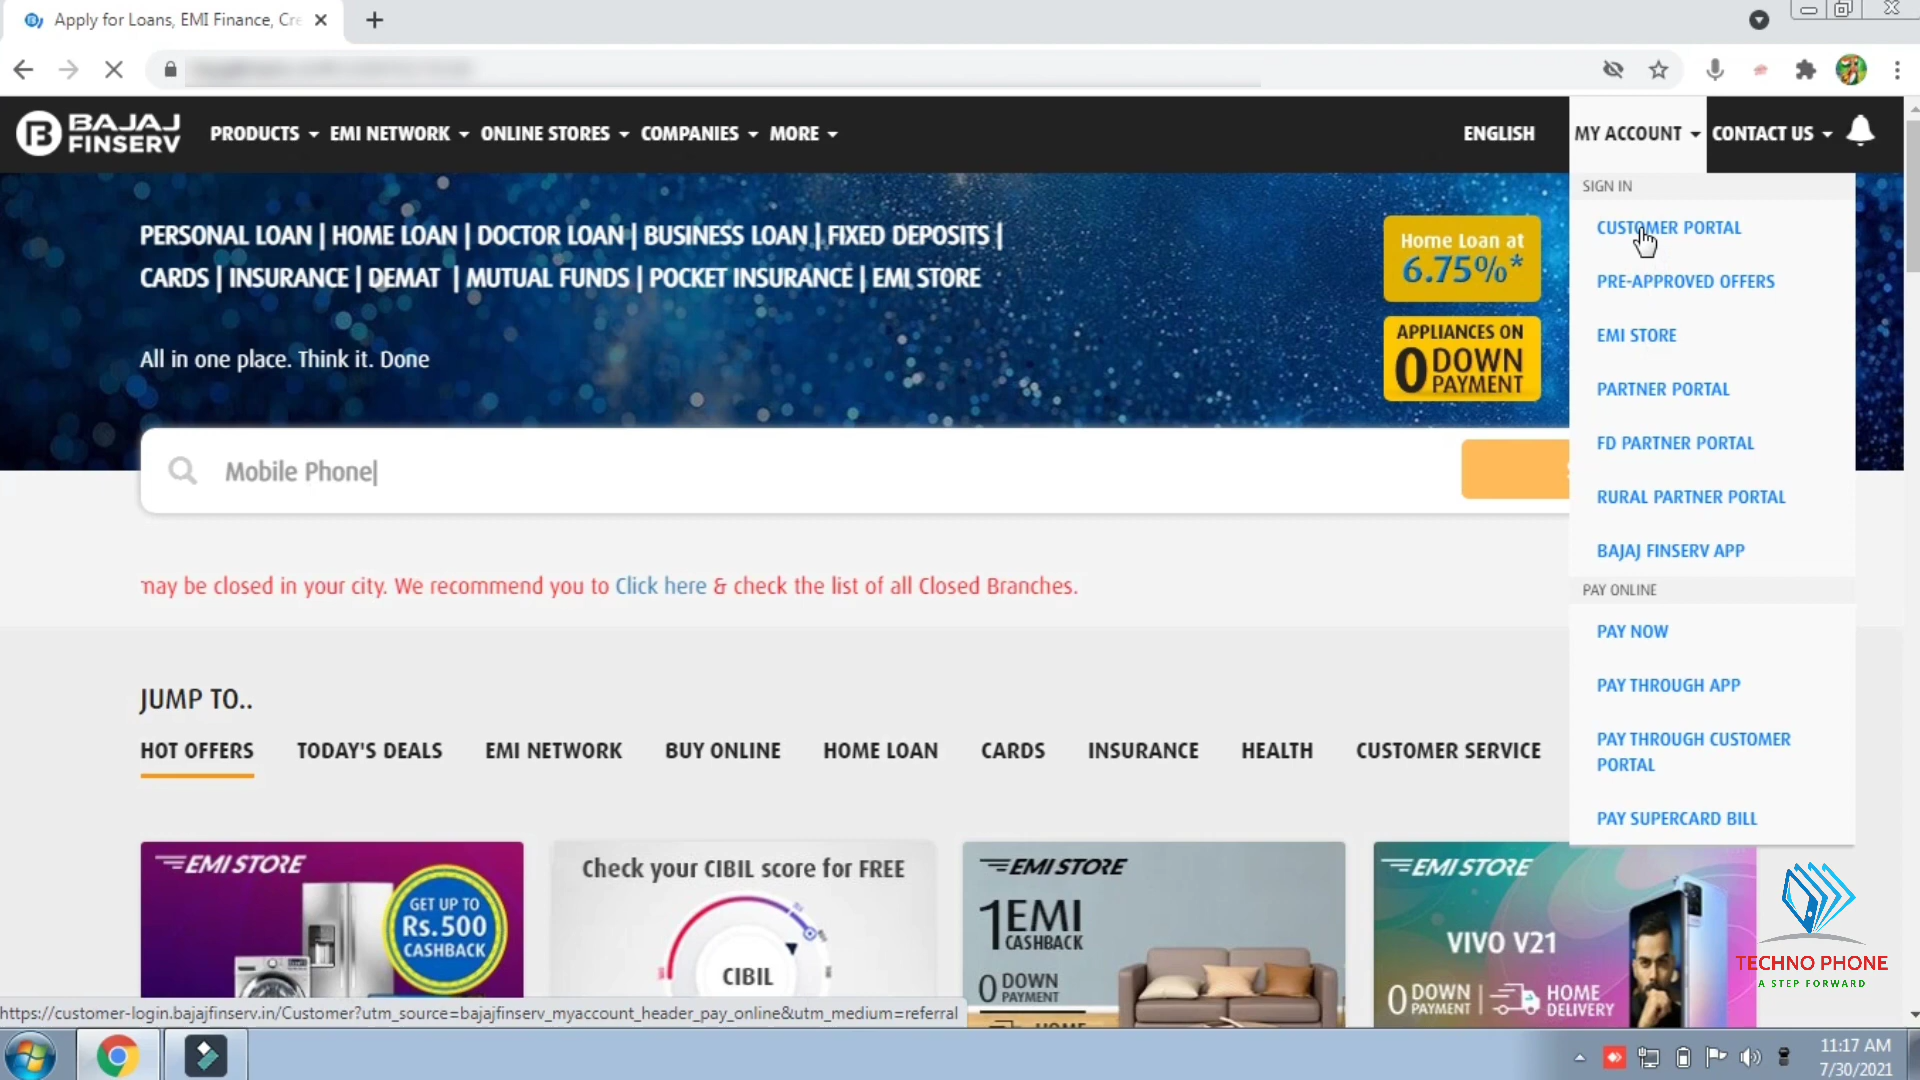 Apply for Loans, EMI Finance, Cre
BAJAJ
FINSERV
PRODUCTS
EMI NETWORK
ONLINE STORES
COMPANIES
MORE
ENGLISH
MY ACCOUNT
CONTACT US
SIGN IN
CUSTOMER PORTAL
PRE-APPROVED OFFERS
EMI STORE
PARTNER PORTAL
FD PARTNER PORTAL
RURAL PARTNER PORTAL
BAJAJ FINSERV APP
PAY ONLINE
PAY NOW
PAY THROUGH APP
PAY THROUGH CUSTOMER
PORTAL
PAY SUPERCARD BILL
PERSONAL LOAN | HOME LOAN | DOCTOR LOAN | BUSINESS LOAN | FIXED DEPOSITS |
CARDS | INSURANCE | DEMAT | MUTUAL FUNDS | POCKET INSURANCE | EMI STORE
All in one place. Think it. Done
Home Loan at
6.75%*
APPLIANCES ON
0 DOWN
PAYMENT
Mobile Phone
may be closed in your city. We recommend you to Click here & check the list of all Closed Branches.
JUMP TO..
HOT OFFERS
TODAY'S DEALS
EMI NETWORK
BUY ONLINE
HOME LOAN
CARDS
INSURANCE
HEALTH
CUSTOMER SERVICE
EMI STORE
GET UP TO
Rs.500
CASHBACK
Check your CIBIL score for FREE
CIBIL
EMI STORE
1 EMI
CASHBACK
0 DOWN
PAYMENT
HOME
EMI STORE
VIVO V21
0 DOWN
PAYMENT
HOME
DELIVERY
TECHNO PHONE
A STEP FORWARD
https://customer-login.bajajfinserv.in/Customer?utm_source=bajajfinserv_myaccount_header_pay_online&utm_medium=referral
11:17 AM
7/30/2021